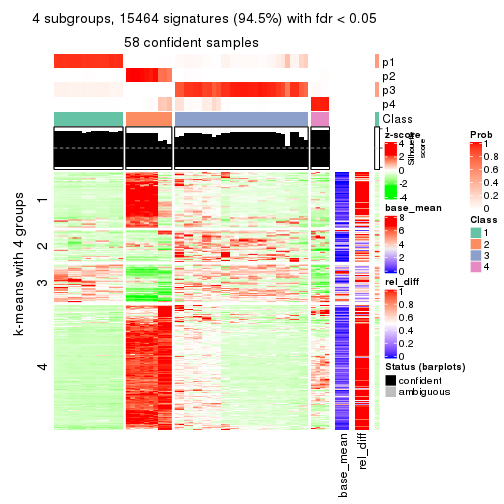 4 subgroups, 15464 signatures (94.5%) with fdr < 0.05
58 confident samples
p1
p2
p3
p4
Class
Silhouette
score
1
k-means with 4 groups
1
2
3
4
base_mean
rel_diff
z-score
4
2
0
-2
-4
base_mean
8
6
4
2
0
rel_diff
1
0.8
0.6
0.4
0.2
0
Status (barplots)
confident
ambiguous
Prob
1
0.8
0.6
0.4
0.2
0
Class
1
2
3
4